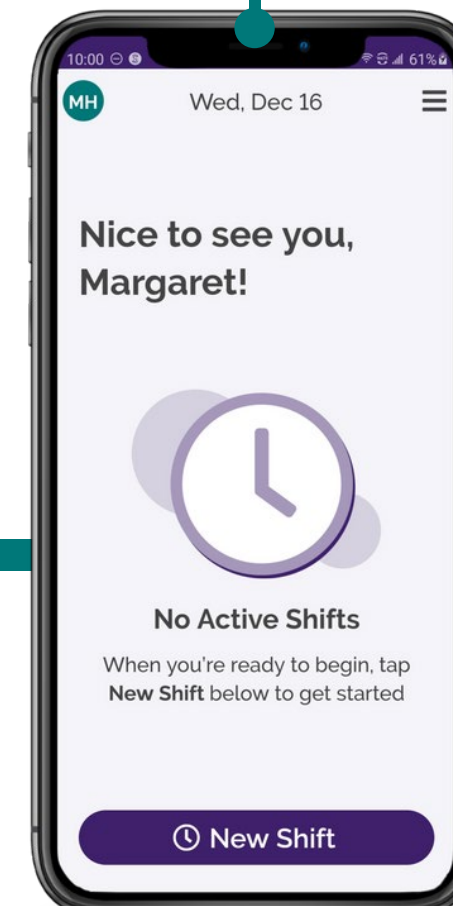 10:00
61%
MH
Wed, Dec 16
Nice to see you,
Margaret!
No Active Shifts
When you're ready to begin, tap
New Shift below to get started
New Shift